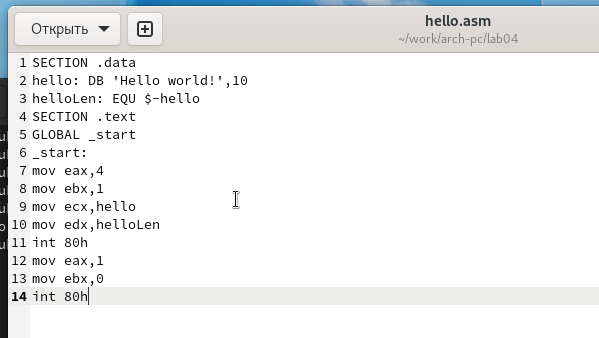 Открыть
hello.asm
~/work/arch-pc/lab04
1 SECTION .data
2 hello: DB 'Hello world!',10
3 helloLen: EQU $-hello
4 SECTION .text
5 GLOBAL _start
6 _start:
7 mov eax,4
8 mov ebx,1
9 mov ecx,hello
10 mov edx,helloLen
11 int 80h
12 mov eax,1
13 mov ebx,0
14 int 80h